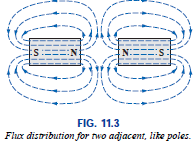 S N N S
FIG. 11.3
Flux distribution for two adjacent, like poles.